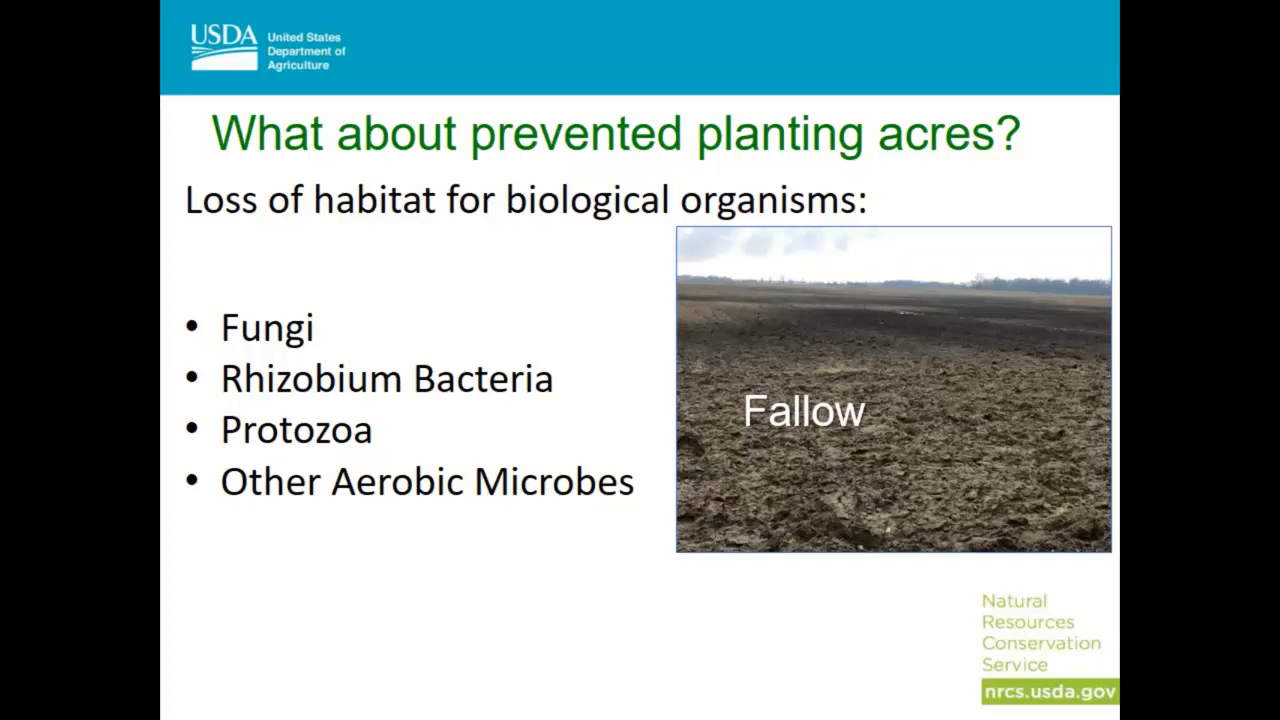 USDA
United States
Department of
Agriculture
What about prevented planting acres?
Loss of habitat for biological organisms:
• Fungi
• Rhizobium Bacteria
• Protozoa
• Other Aerobic Microbes
Fallow
Natural
Resources
Conservation
Service
nrcs.usda.gov